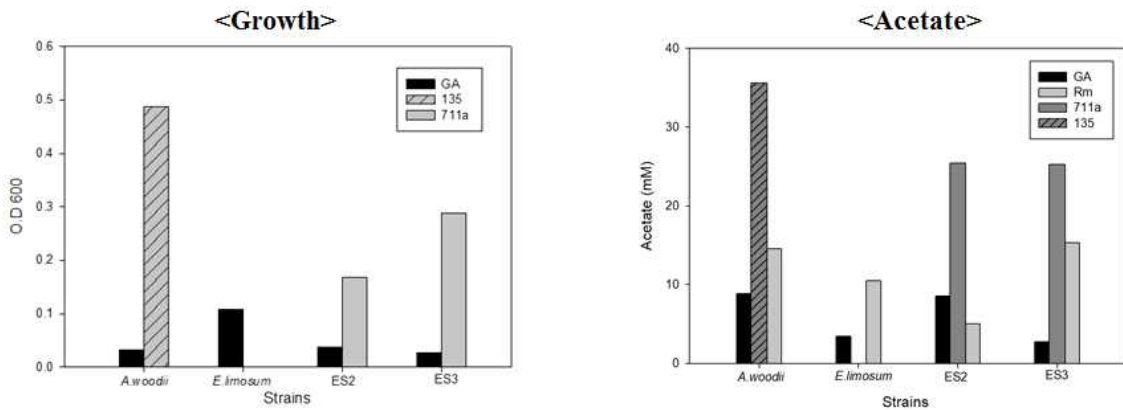 <Growth>
0.6
0.5
0.4
0.3
0.2
0.1
0.0
O.D 600
GA
135
711a
A.woodii E.limosum ES2 ES3
Strains
<Acetate>
40
30
20
10
0
Acetate (mM)
GA
Rm
711a
135
A.woodii E.limosum ES2 ES3
Strains